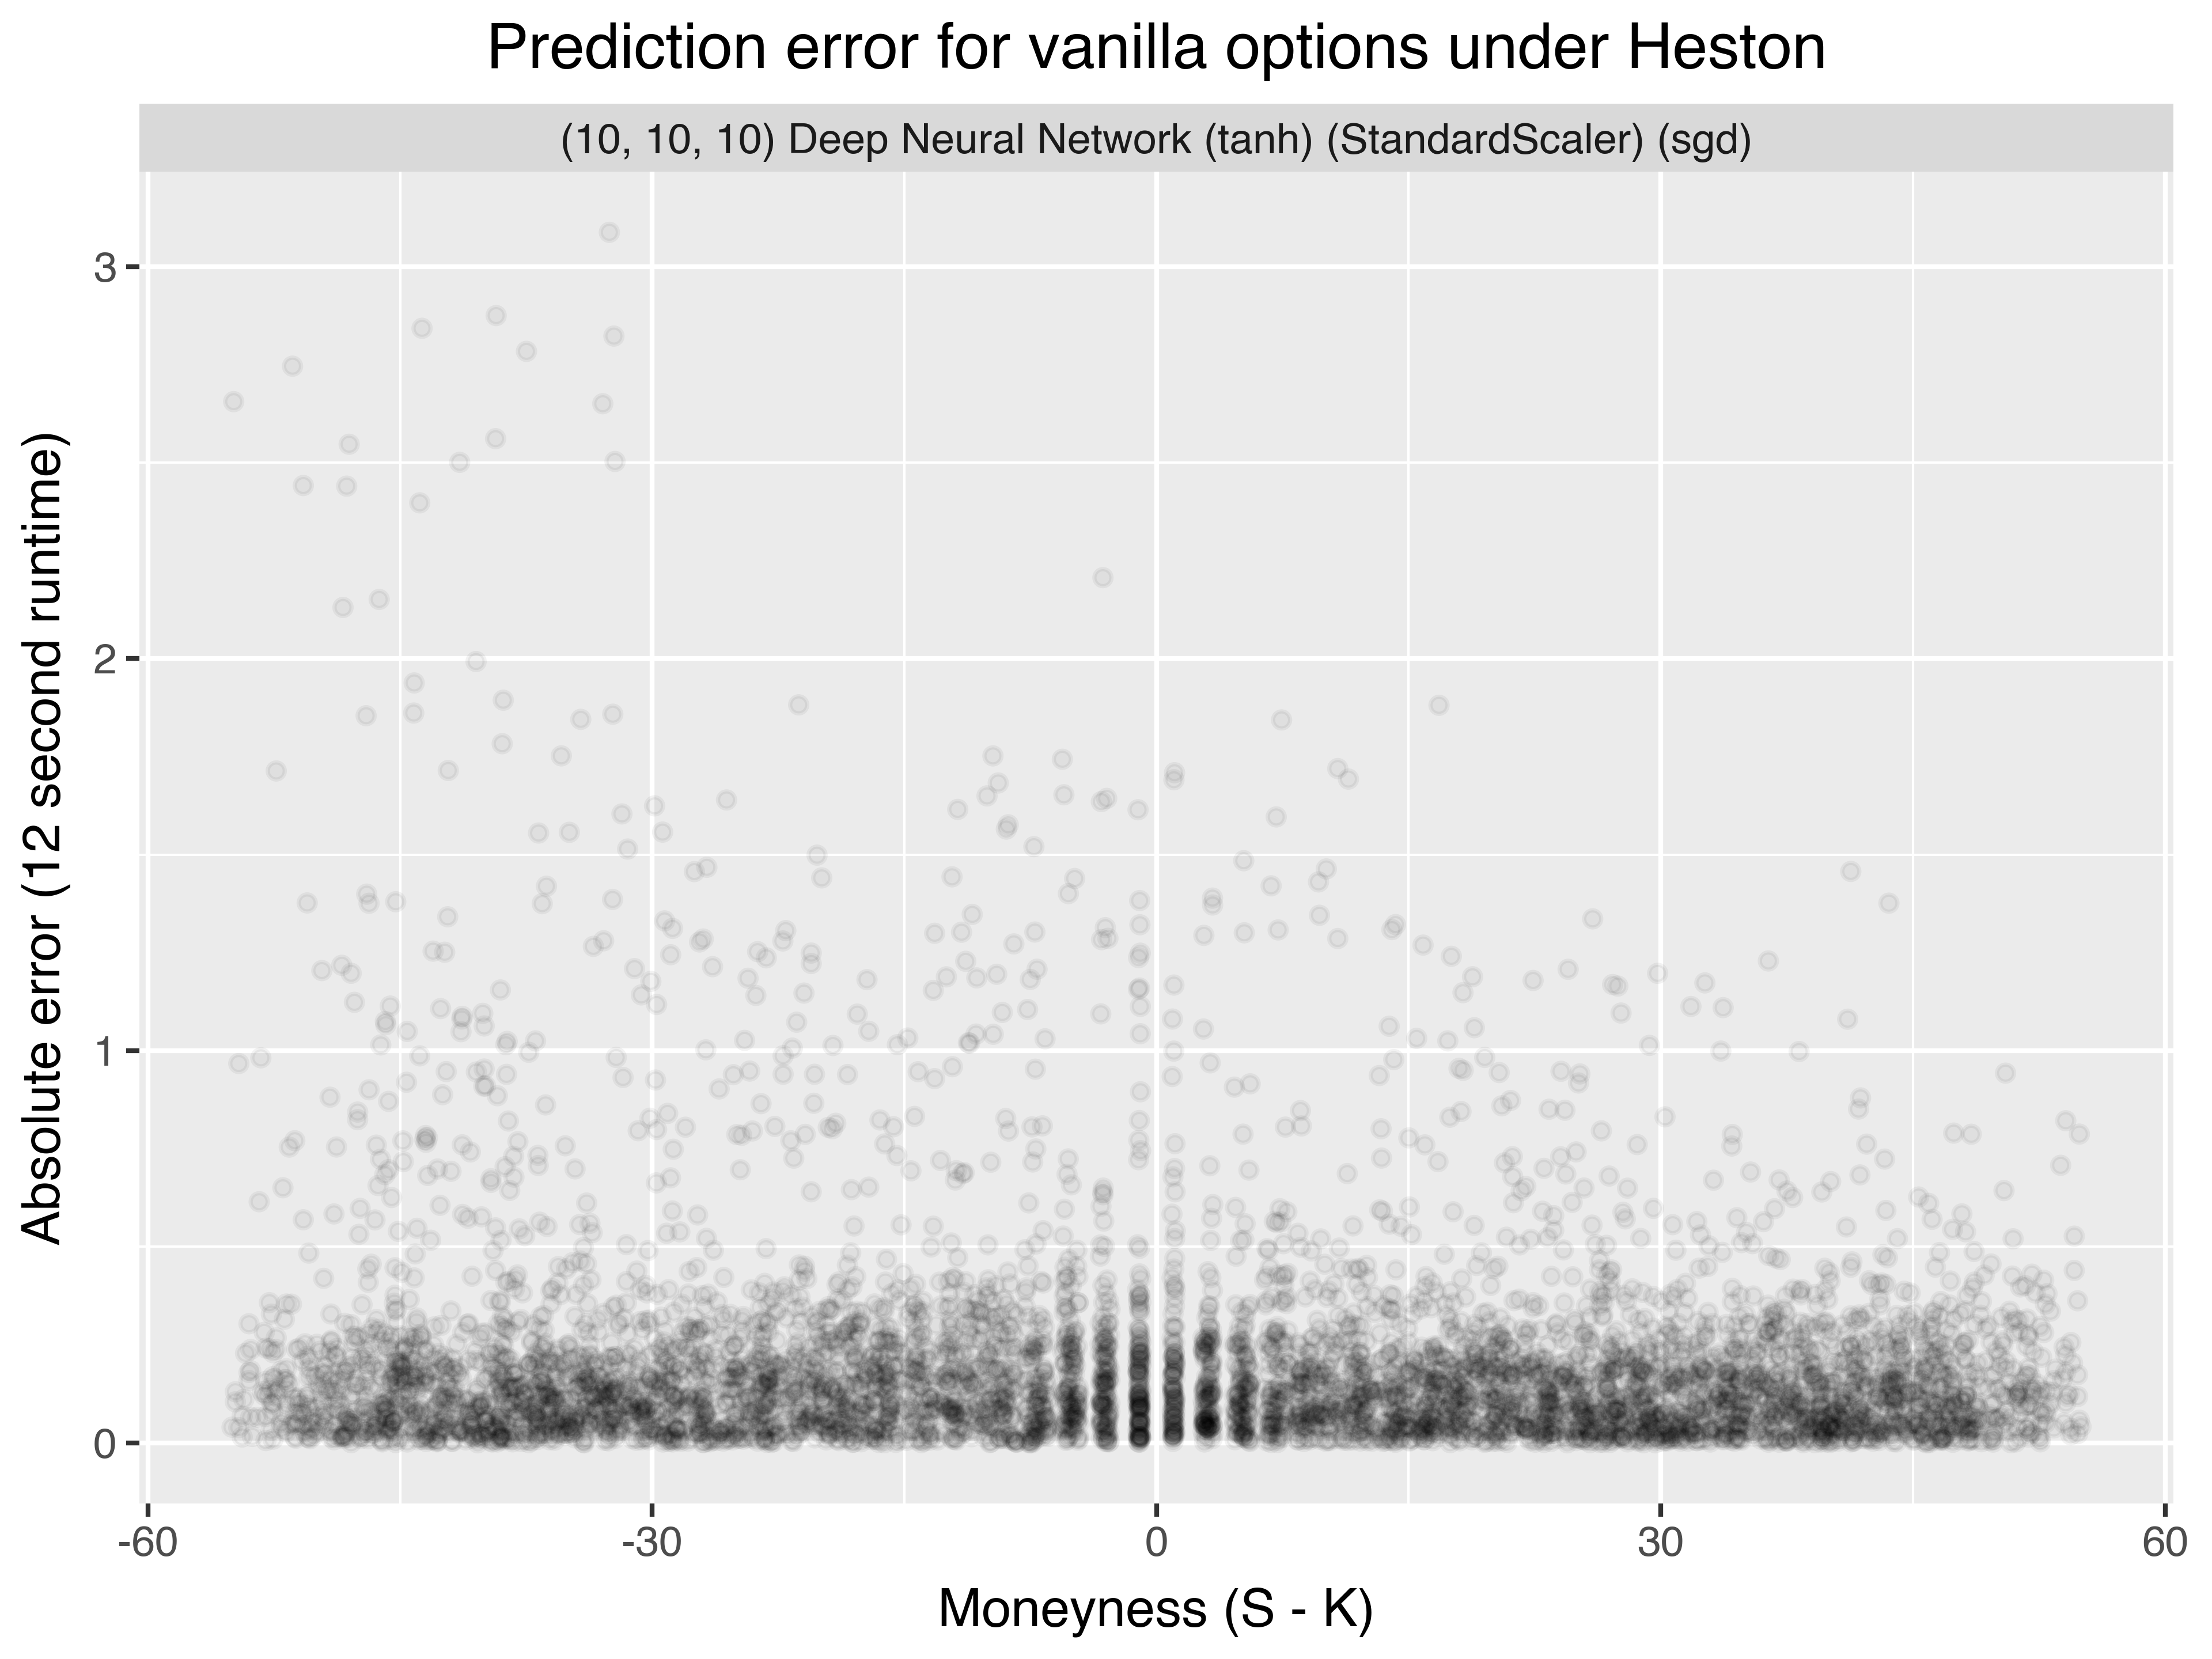 Prediction error for vanilla options under Heston
(10, 10, 10) Deep Neural Network (tanh) (StandardScaler) (sgd)
Absolute error (12 second runtime)
3
2
1
0
-60
-30
0
30
60
Moneyness (S - K)